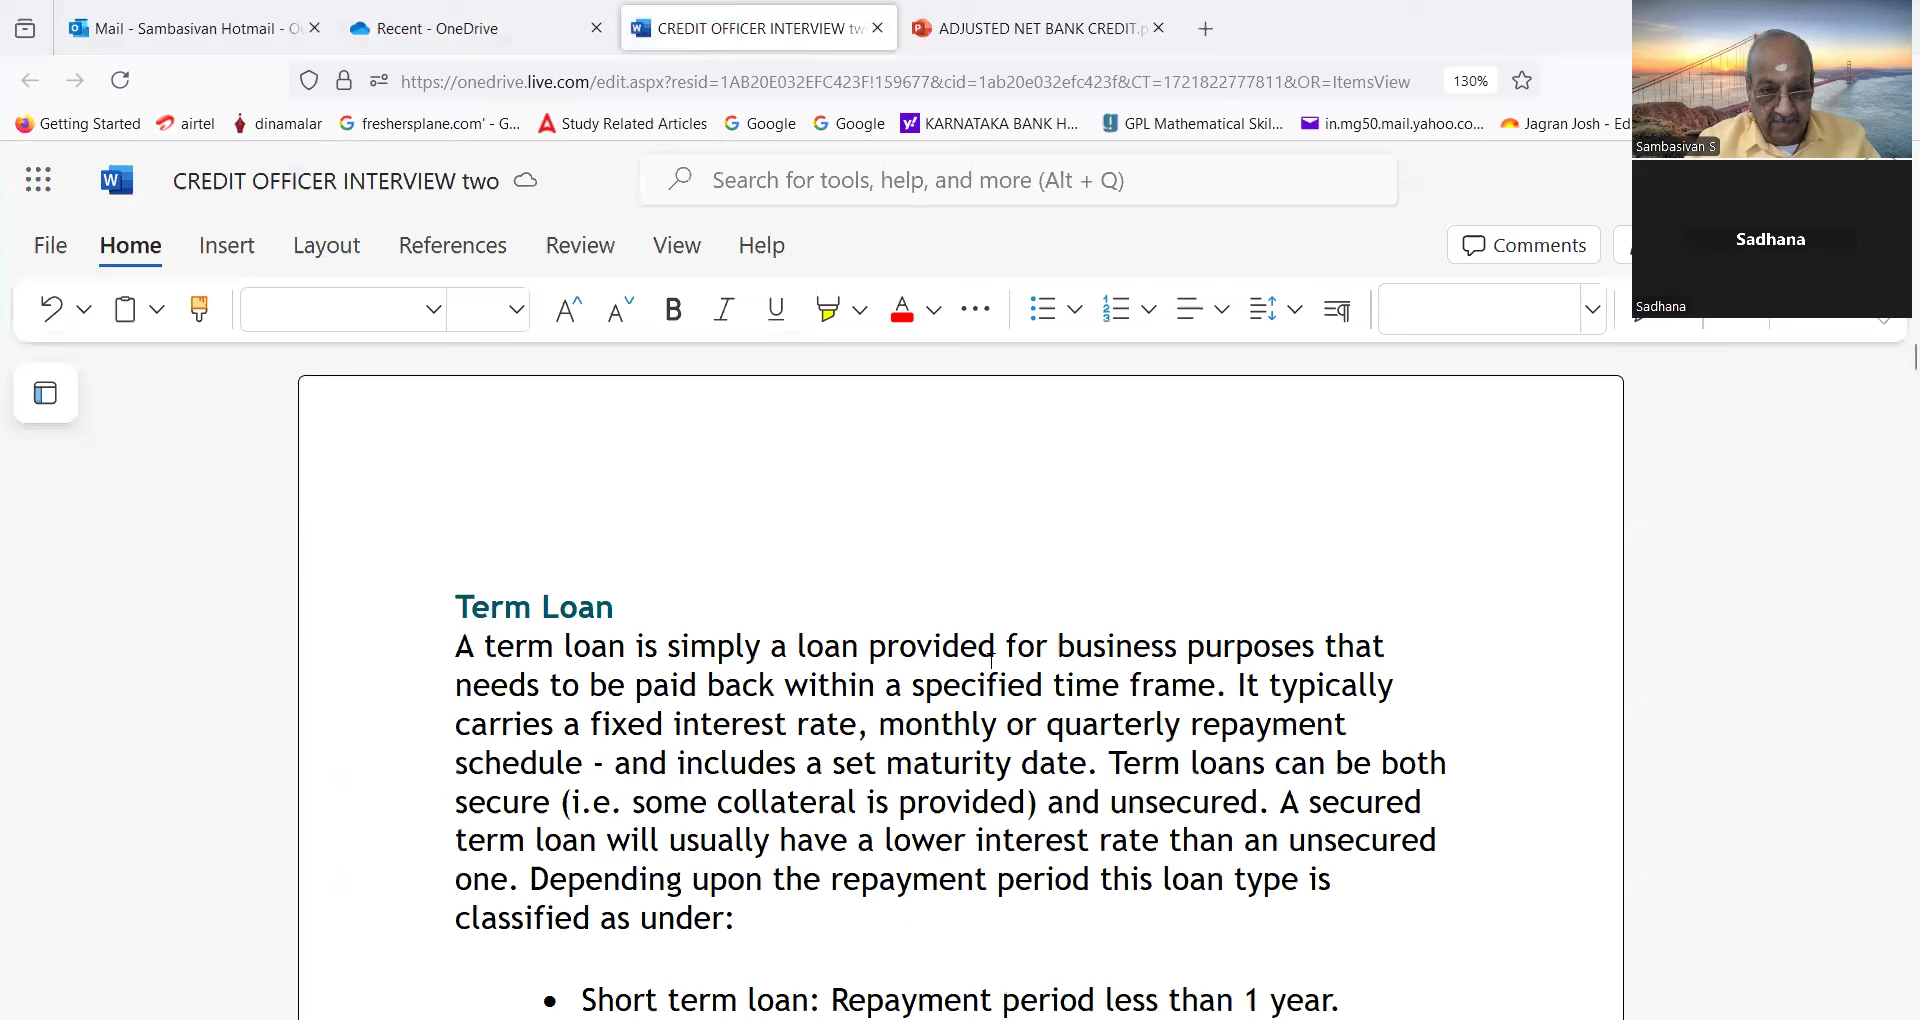 Mail - Sambasivan Hotmail - O
Recent - OneDrive
CREDIT OFFICER INTERVIEW tw
ADJUSTED NET BANK CREDIT.p
https://onedrive.live.com/edit.aspx?resid=1AB20E032EFC423F!159677&cid=1ab20e032efc423f&CT=1721822777811&OR=ItemsView
130%
Getting Started
airtel
dinamalar
freshersplane.com' - G...
Study Related Articles
Google
Google
KARNATAKA BANK H...
GPL Mathematical Skil...
in.mg50.mail.yahoo.co...
Jagran Josh - Ed
Sambasivan S
CREDIT OFFICER INTERVIEW two
Search for tools, help, and more (Alt + Q)
File
Home
Insert
Layout
References
Review
View
Help
Comments
Sadhana
Sadhana
Term Loan
A term loan is simply a loan provided for business purposes that
needs to be paid back within a specified time frame. It typically
carries a fixed interest rate, monthly or quarterly repayment
schedule - and includes a set maturity date. Term loans can be both
secure (i.e. some collateral is provided) and unsecured. A secured
term loan will usually have a lower interest rate than an unsecured
one. Depending upon the repayment period this loan type is
classified as under:
• Short term loan: Repayment period less than 1 year.